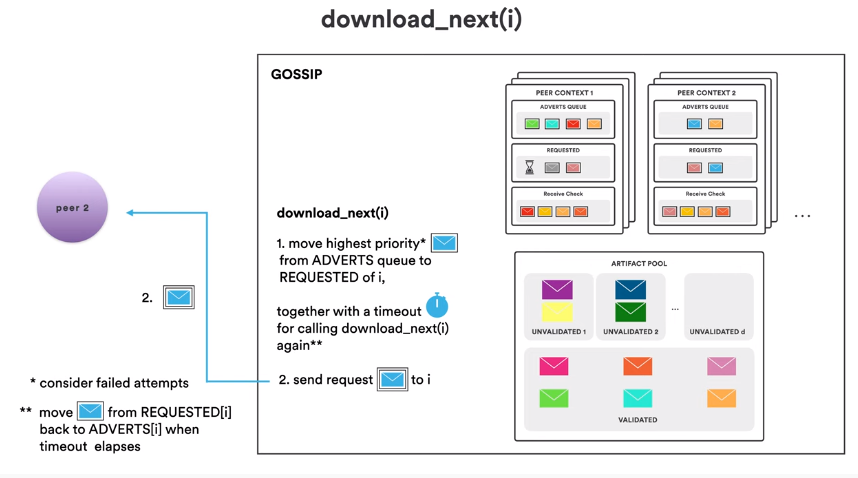 download_next(i)
GOSSIP
PEER CONTEXT 1
ADVERTS QUEUE
REQUESTED
Receive Check
PEER CONTEXT 2
ADVERTS QUEUE
REQUESTED
Receive Check
...
peer 2
2.
download_next(i)
1. move highest priority*
from ADVERTS queue to
REQUESTED of i,
together with a timeout
for calling download_next(i)
again**
2. send request to i
ARTIFACT POOL
UNVALIDATED 1
UNVALIDATED 2
...
UNVALIDATED d
VALIDATED
* consider failed attempts
** move from REQUESTED[i]
back to ADVERTS[i] when
timeout elapses